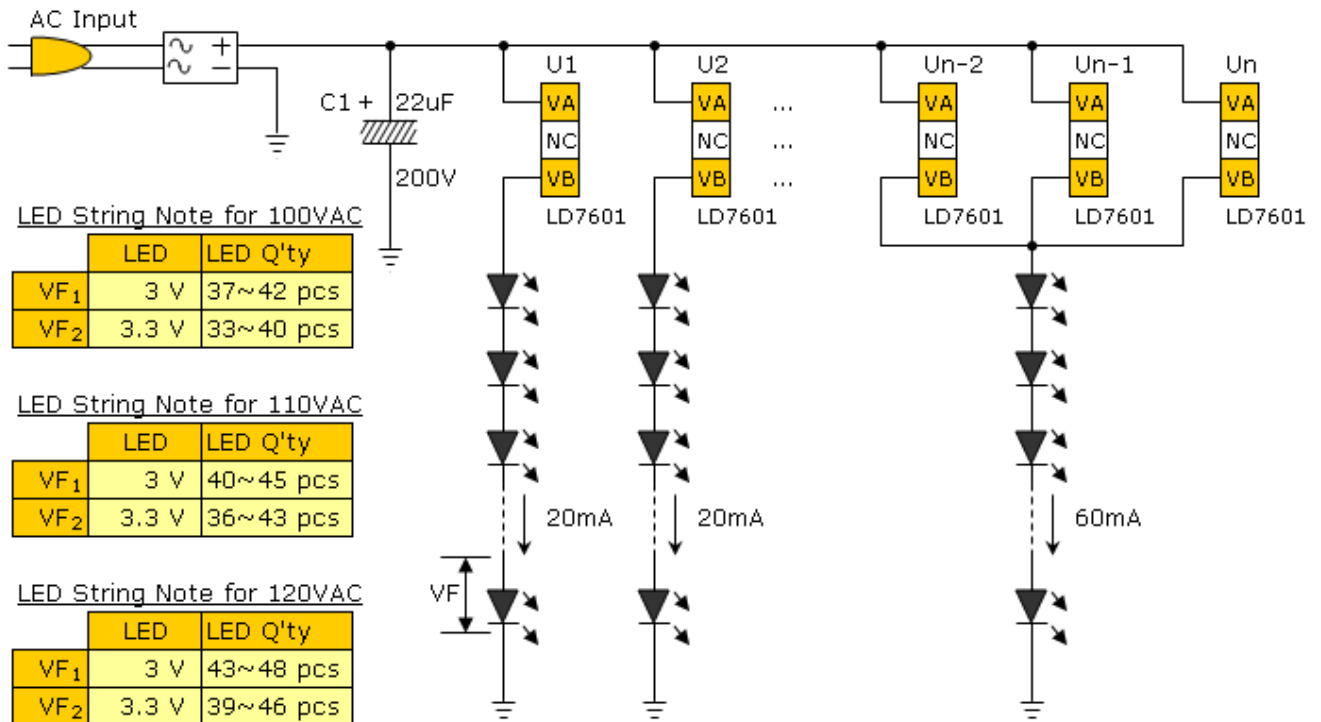 AC Input
+
−
U1
U2
Un-2
Un-1
Un
C1 +
22uF
200V
VA
NC
VB
LD7601
VA
NC
VB
LD7601
...
...
...
VA
NC
VB
LD7601
VA
NC
VB
LD7601
VA
NC
VB
LD7601
LED String Note for 100VAC
LED LED Q'ty
VF1 3 V 37~42 pcs
VF2 3.3 V 33~40 pcs
LED String Note for 110VAC
LED LED Q'ty
VF1 3 V 40~45 pcs
VF2 3.3 V 36~43 pcs
20mA
20mA
60mA
VF
LED String Note for 120VAC
LED LED Q'ty
VF1 3 V 43~48 pcs
VF2 3.3 V 39~46 pcs